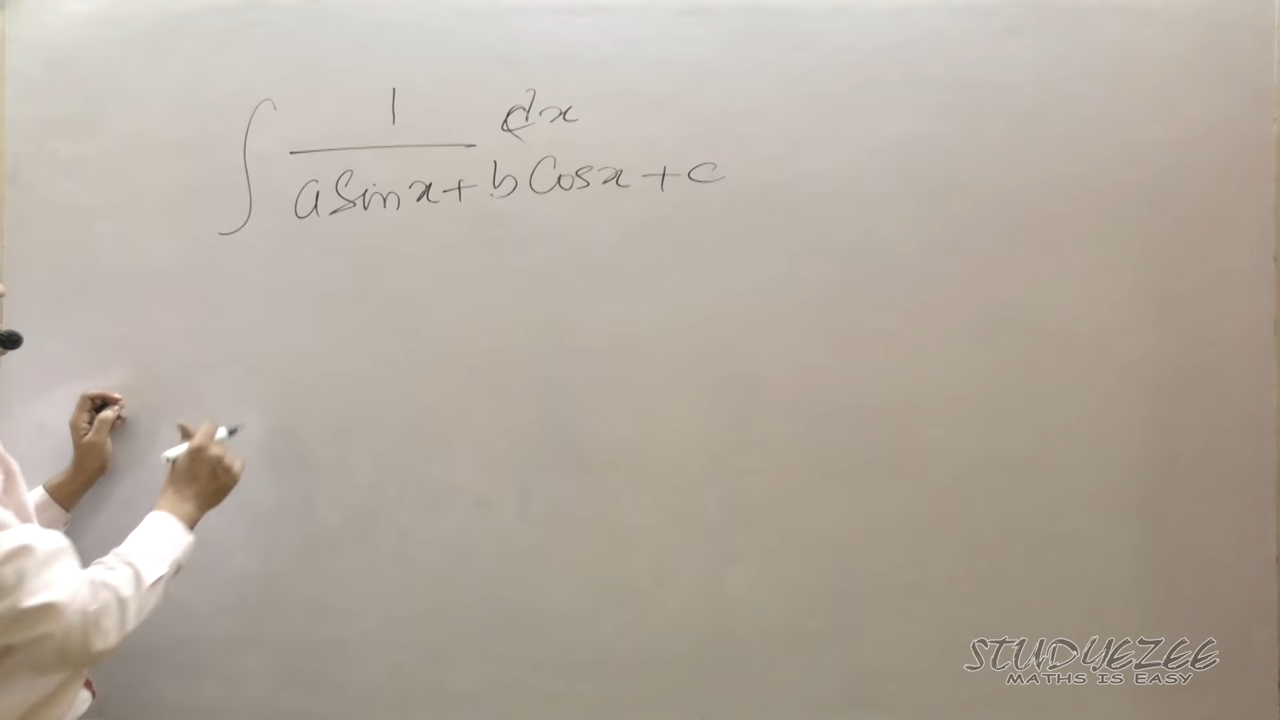 ∫ 1/(a Sin x + b Cos x + c) dx
STUDYEZEE
MATHS IS EASY